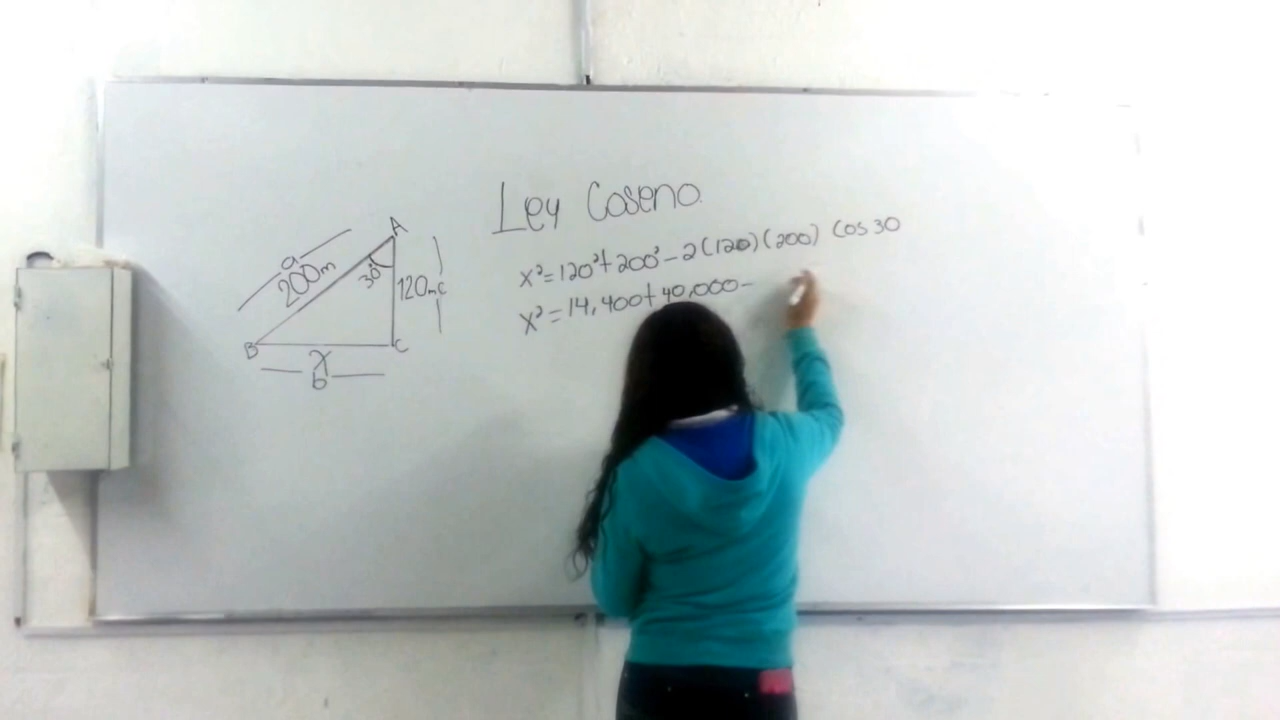 Ley Coseno
x²=120²+200²-2(120)(200) Cos 30
x²=14,400+40,000-
A
a
200m
30°
120m
c
B
C
x
b